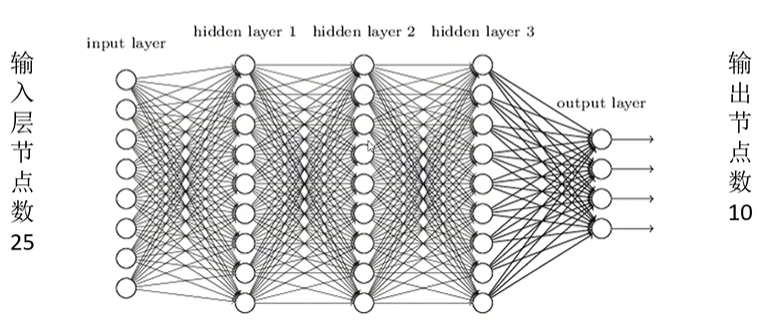 输入层节点数25
input layer
hidden layer 1
hidden layer 2
hidden layer 3
output layer
输出节点数10